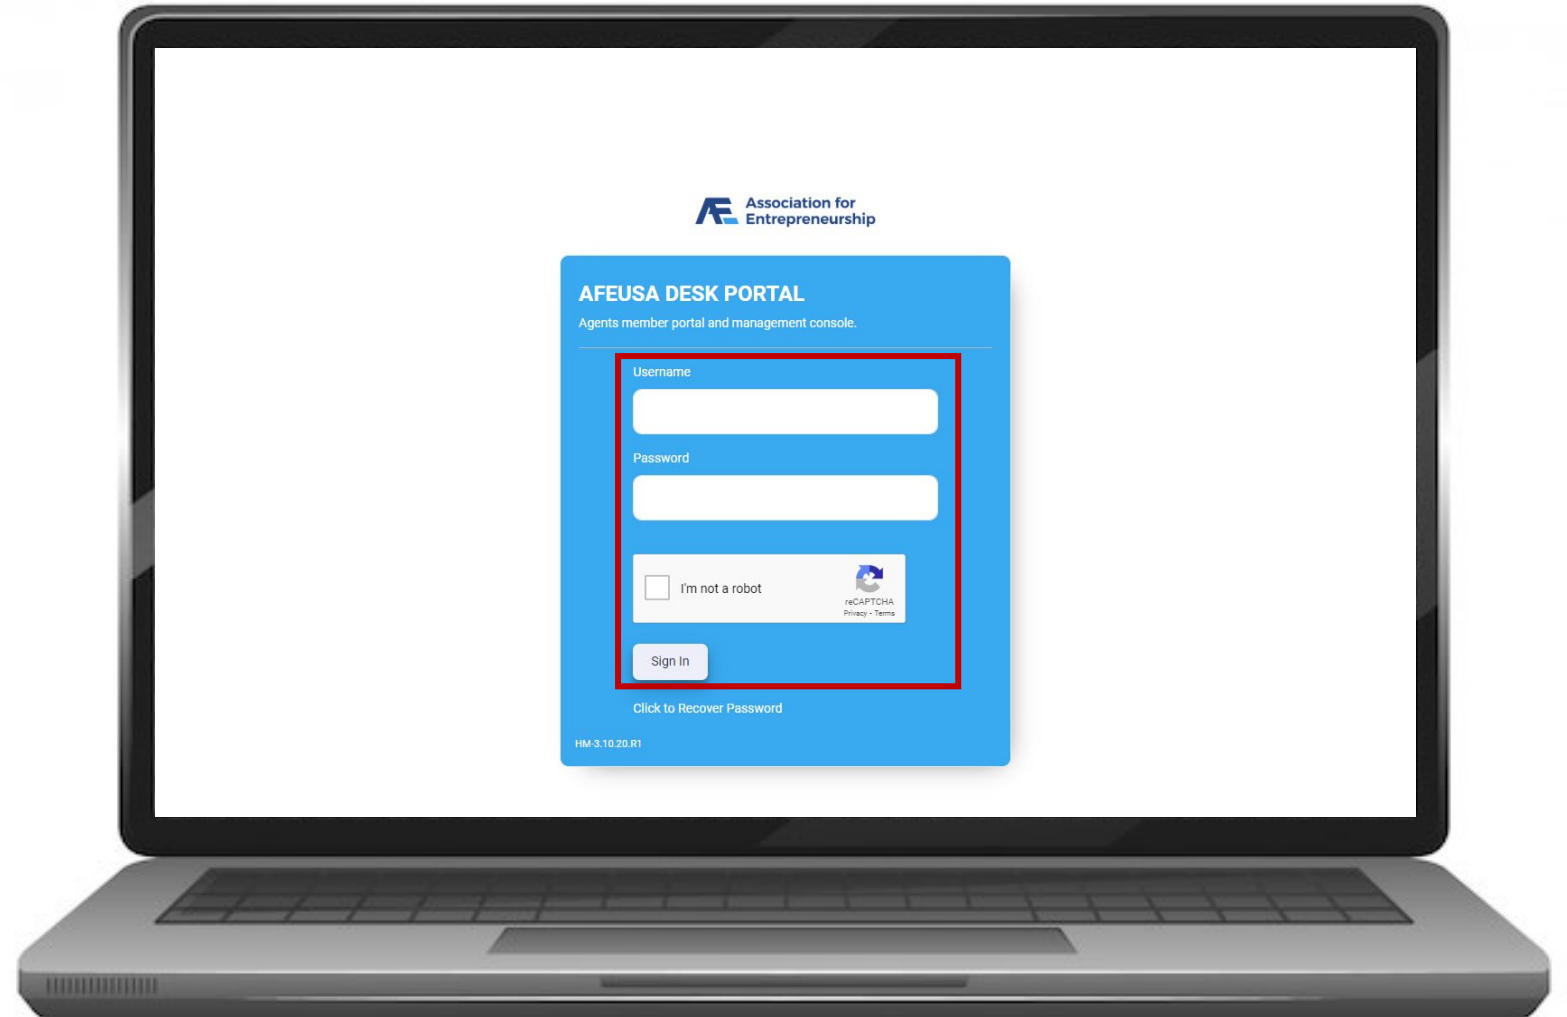 Association for
Entrepreneurship
AFEUSA DESK PORTAL
Agents member portal and management console.
Username
Password
I'm not a robot
reCAPTCHA
Privacy - Terms
Sign In
Click to Recover Password
HM-3.10.20.R1